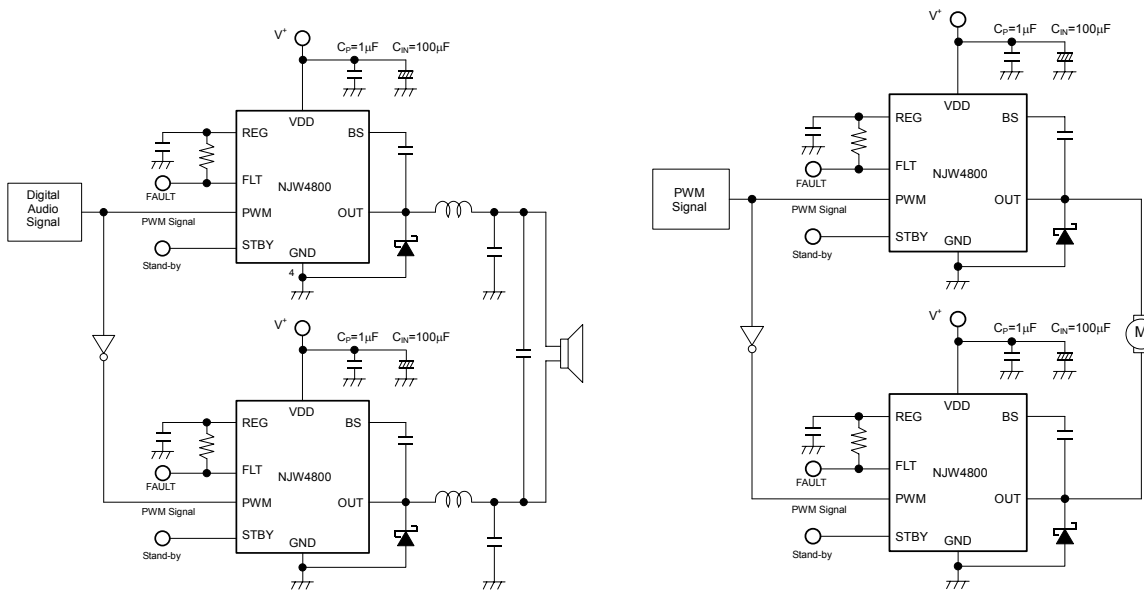 V+
CP=1µF CIN=100µF
VDD
REG
BS
FLT
NJW4800
FAULT
Digital
Audio
Signal
PWM
OUT
PWM Signal
STBY
GND
Stand-by
4
V+
CP=1µF CIN=100µF
VDD
REG
BS
FLT
NJW4800
FAULT
PWM
OUT
PWM Signal
STBY
GND
Stand-by
V+
CP=1µF CIN=100µF
VDD
REG
BS
FLT
NJW4800
FAULT
PWM
Signal
PWM
OUT
PWM Signal
STBY
GND
Stand-by
M
V+
CP=1µF CIN=100µF
VDD
REG
BS
FLT
NJW4800
FAULT
PWM
OUT
PWM Signal
STBY
GND
Stand-by